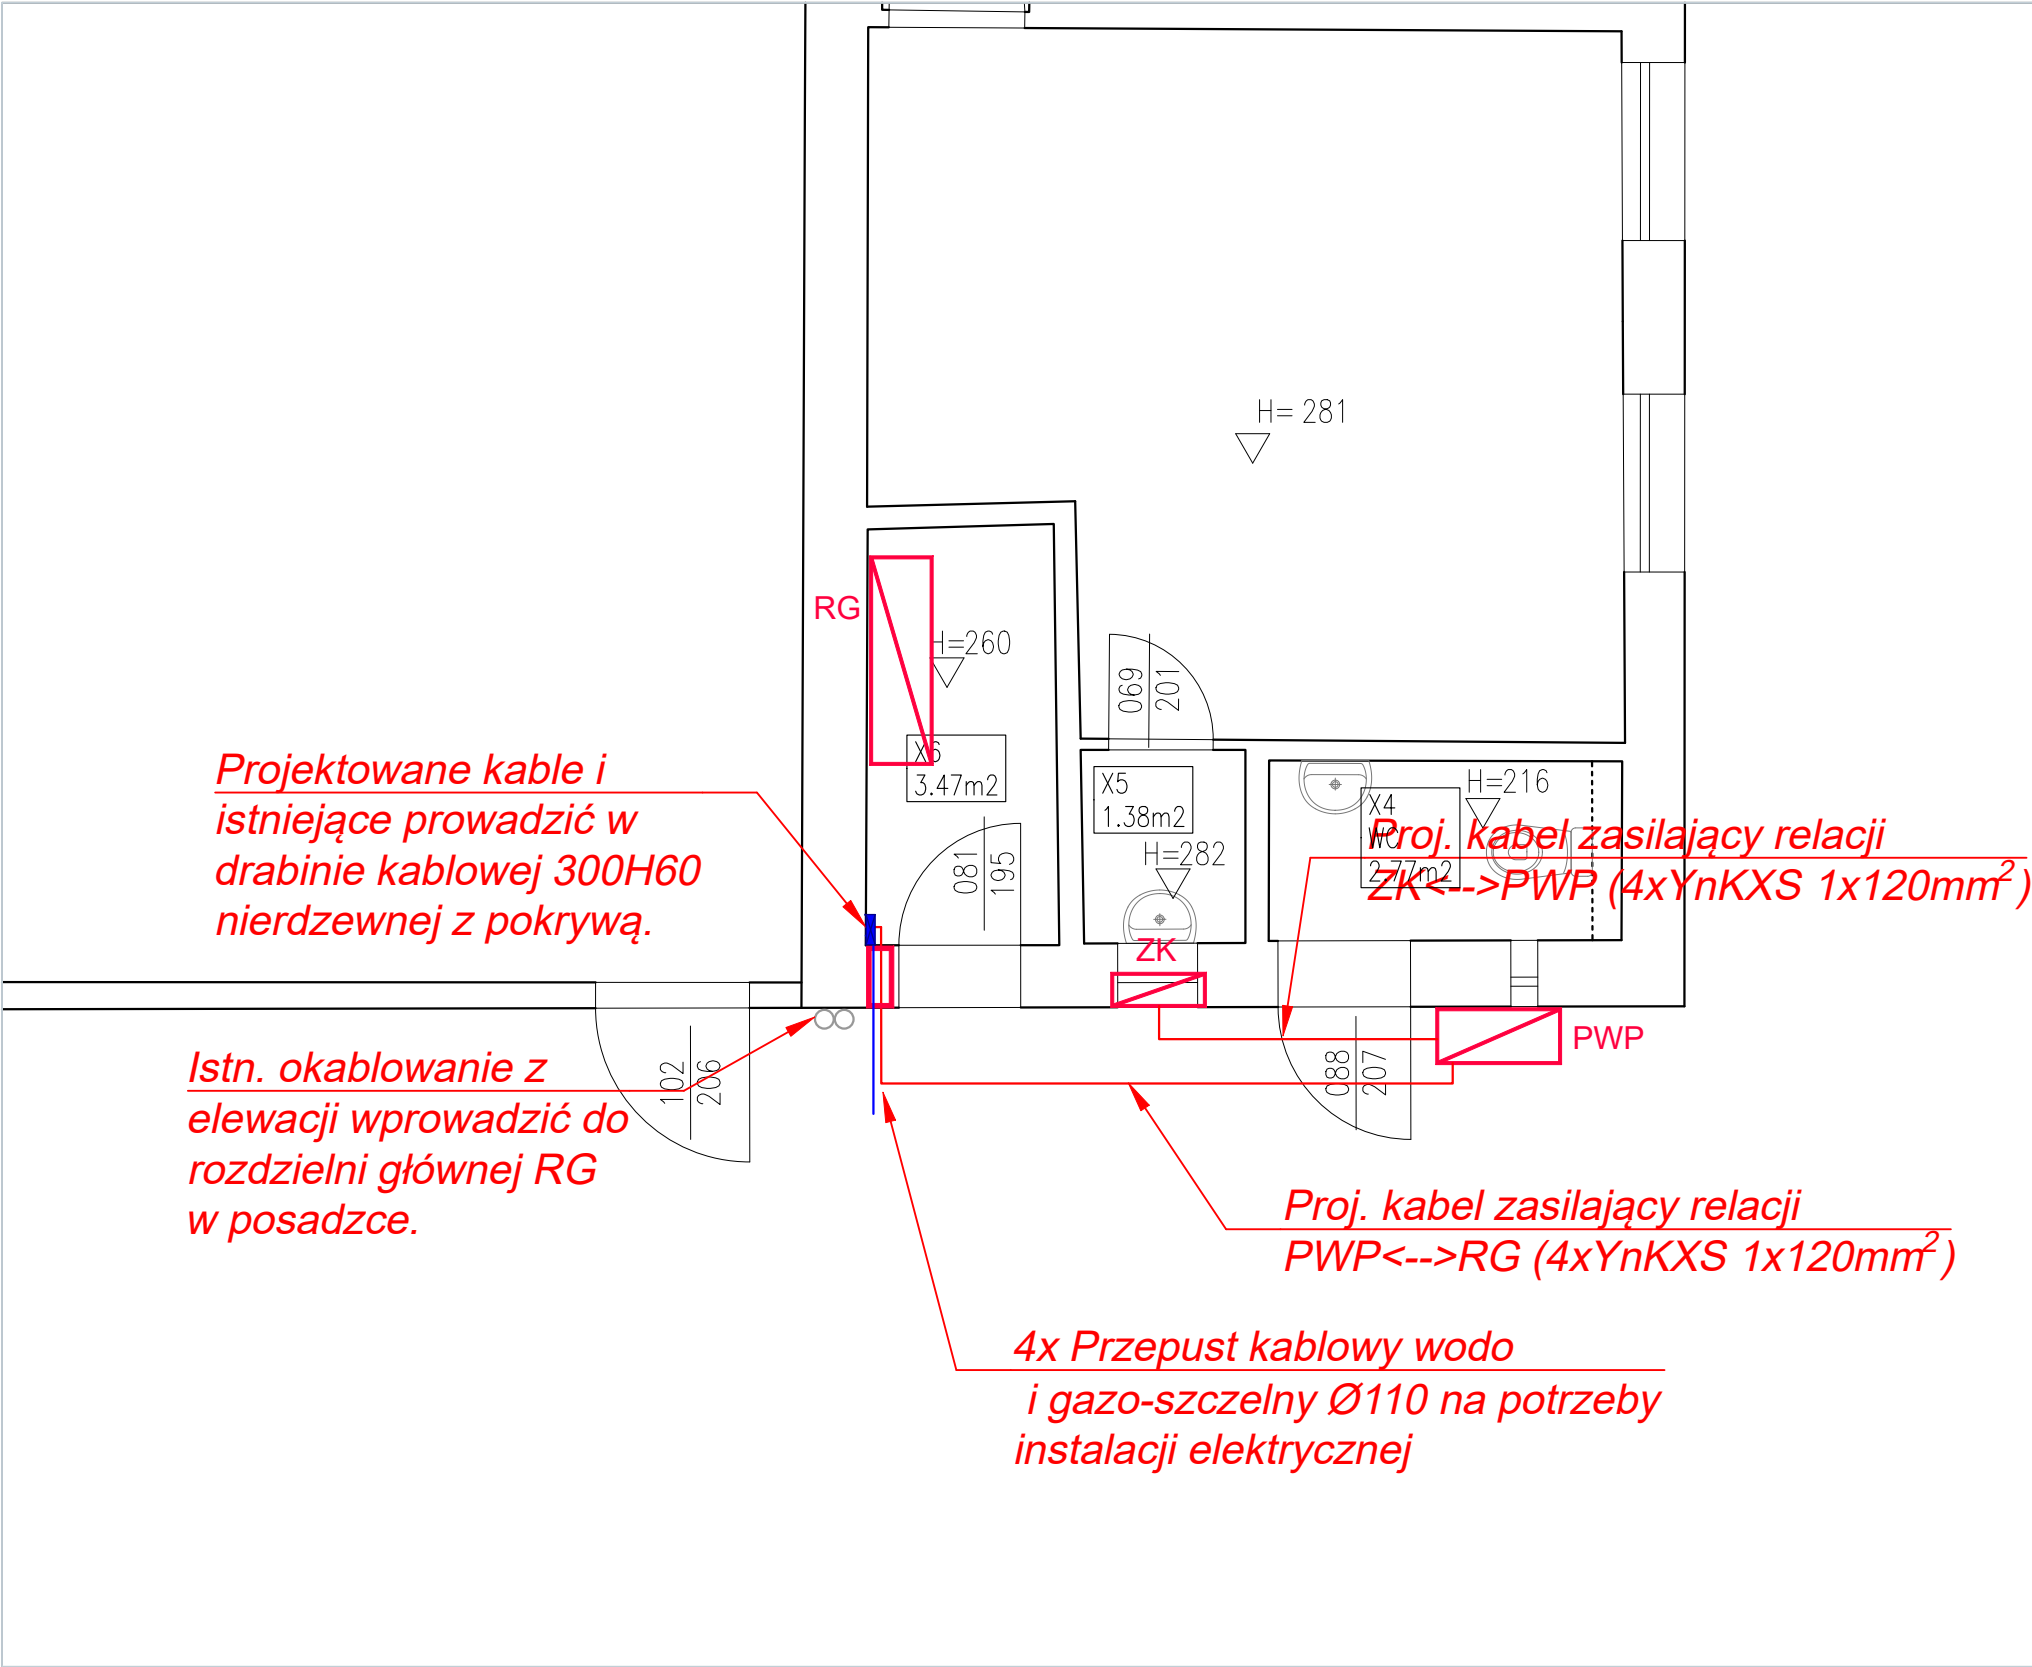 H= 281
RG
H=260
X6
3.47m2
069
201
X5
1.38m2
H=282
H=216
X4
WC
2.77m2
081
195
ZK
PWP
102
206
088
207
Projektowane kable i
istniejące prowadzić w
drabinie kablowej 300H60
nierdzewnej z pokrywą.
Proj. kabel zasilający relacji
ZK<-->PWP (4xYnKXS 1x120mm²)
Istn. okablowanie z
elewacji wprowadzić do
rozdzielni głównej RG
w posadzce.
Proj. kabel zasilający relacji
PWP<-->RG (4xYnKXS 1x120mm²)
4x Przepust kablowy wodo
i gazo-szczelny Ø110 na potrzeby
instalacji elektrycznej